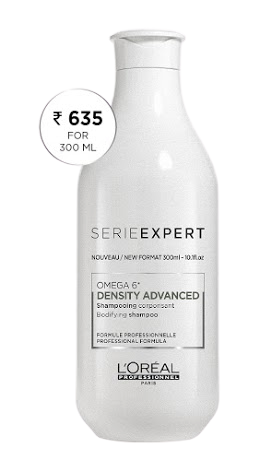 ₹ 635
FOR
300 ML
SERIEEXPERT
NOUVEAU / NEW FORMAT 300ml - 10.1fl.oz
OMEGA 6*
DENSITY ADVANCED
Shampooing corporisant
Bodifying shampoo
FORMULE PROFESSIONNELLE
PROFESSIONAL FORMULA
L'ORÉAL
PROFESSIONNEL
PARIS